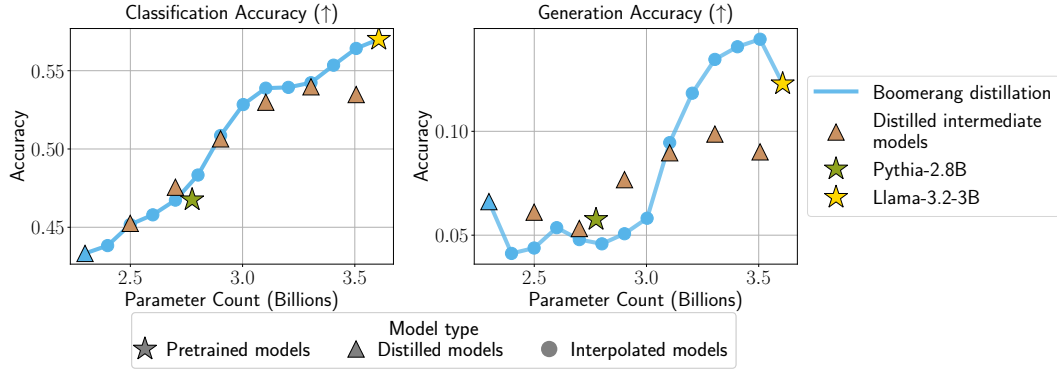 Classification Accuracy (↑)
Accuracy
0.55
0.50
0.45
2.5
3.0
3.5
Parameter Count (Billions)
Generation Accuracy (↑)
Accuracy
0.10
0.05
2.5
3.0
3.5
Parameter Count (Billions)
Boomerang distillation
Distilled intermediate
models
Pythia-2.8B
Llama-3.2-3B
Model type
Pretrained models
Distilled models
Interpolated models